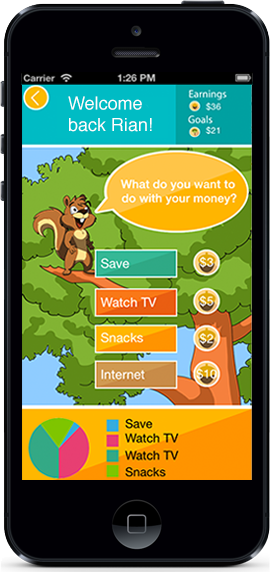 Carrier 1:26 PM
Welcome
back Rian!
Earnings
$36
Goals
$21
What do you want to
do with your money?
Save $3
Watch TV $5
Snacks $2
Internet $16
Save
Watch TV
Watch TV
Snacks